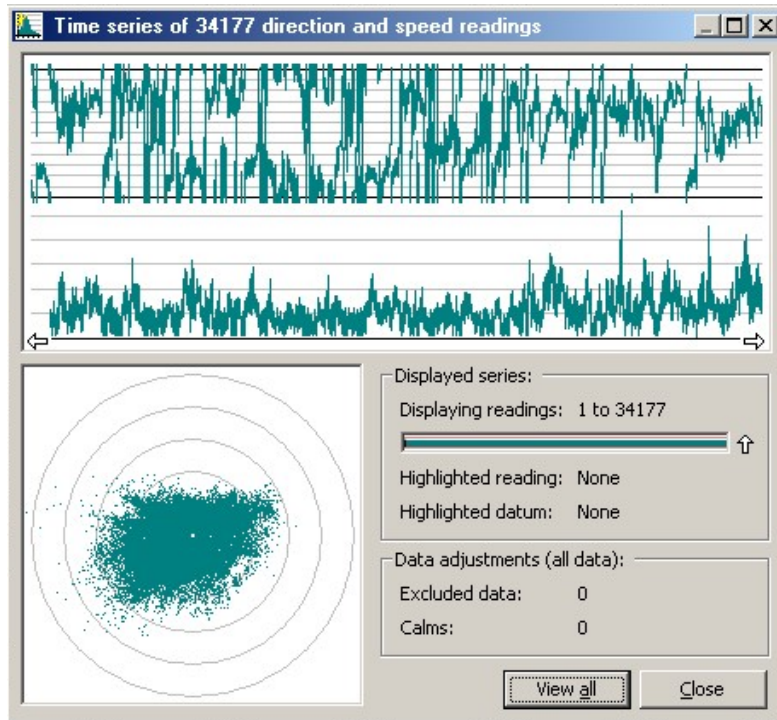 Time series of 34177 direction and speed readings
Displayed series:
Displaying readings: 1 to 34177
Highlighted reading: None
Highlighted datum: None
Data adjustments (all data):
Excluded data: 0
Calms: 0
View all Close